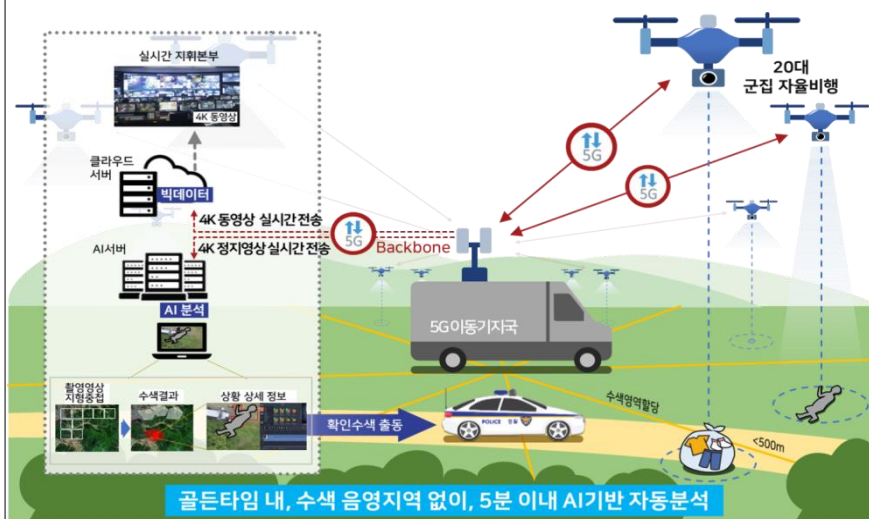 실시간 지휘본부
4K 동영상
클라우드
서버
빅데이터
4K 동영상 실시간 전송
4K 정지영상 실시간 전송
5G
Backbone
AI서버
AI 분석
촬영영상
지형중첩
수색결과
상황 상세 정보
확인수색 출동
5G
5G
20대
군집 자율비행
5G이동기지국
POLICE 경찰
수색영역할당
<500m
골든타임 내, 수색 음영지역 없이, 5분 이내 AI기반 자동분석